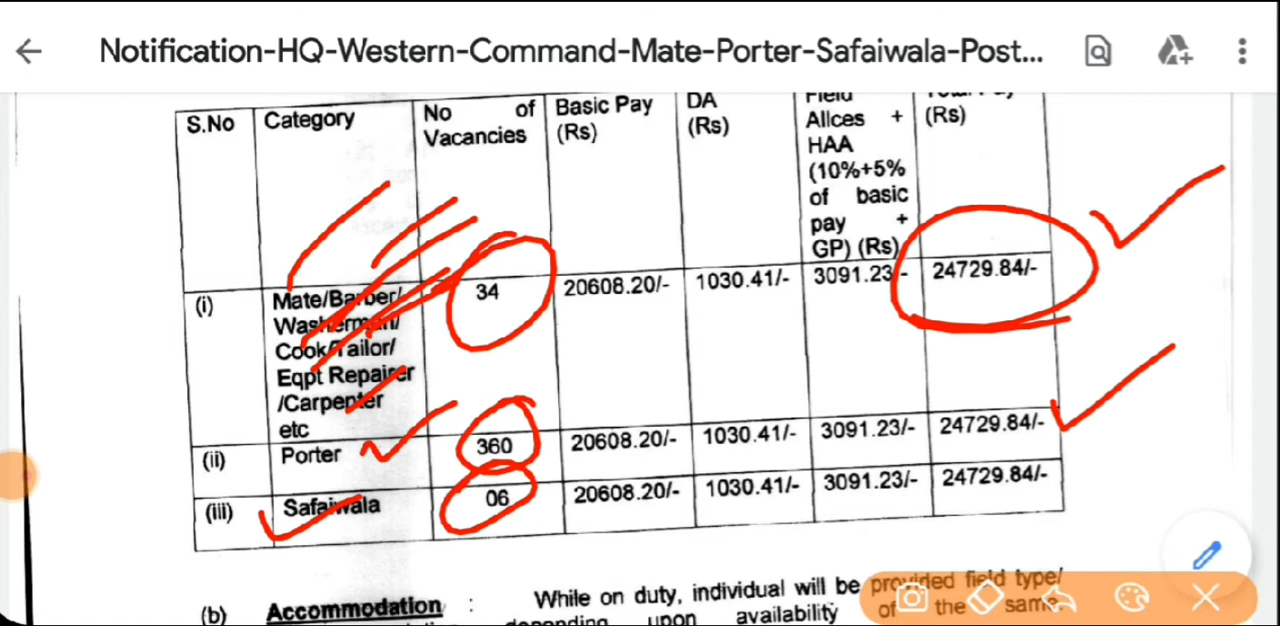 Notification-HQ-Western-Command-Mate-Porter-Safaiwala-Post...
S.No Category No of Vacancies Basic Pay (Rs) DA (Rs) Field Allces + HAA (10%+5% of basic pay + GP) (Rs) (Rs)
(i) Mate/Barber/ Washerman/ Cook/Tailor/ Eqpt Repairer /Carpenter etc 34 20608.20/- 1030.41/- 3091.23/- 24729.84/-
(ii) Porter 360 20608.20/- 1030.41/- 3091.23/- 24729.84/-
(iii) Safaiwala 06 20608.20/- 1030.41/- 3091.23/- 24729.84/-
(b) Accommodation : While on duty, individual will be provided field type/
depending upon availability of the same.